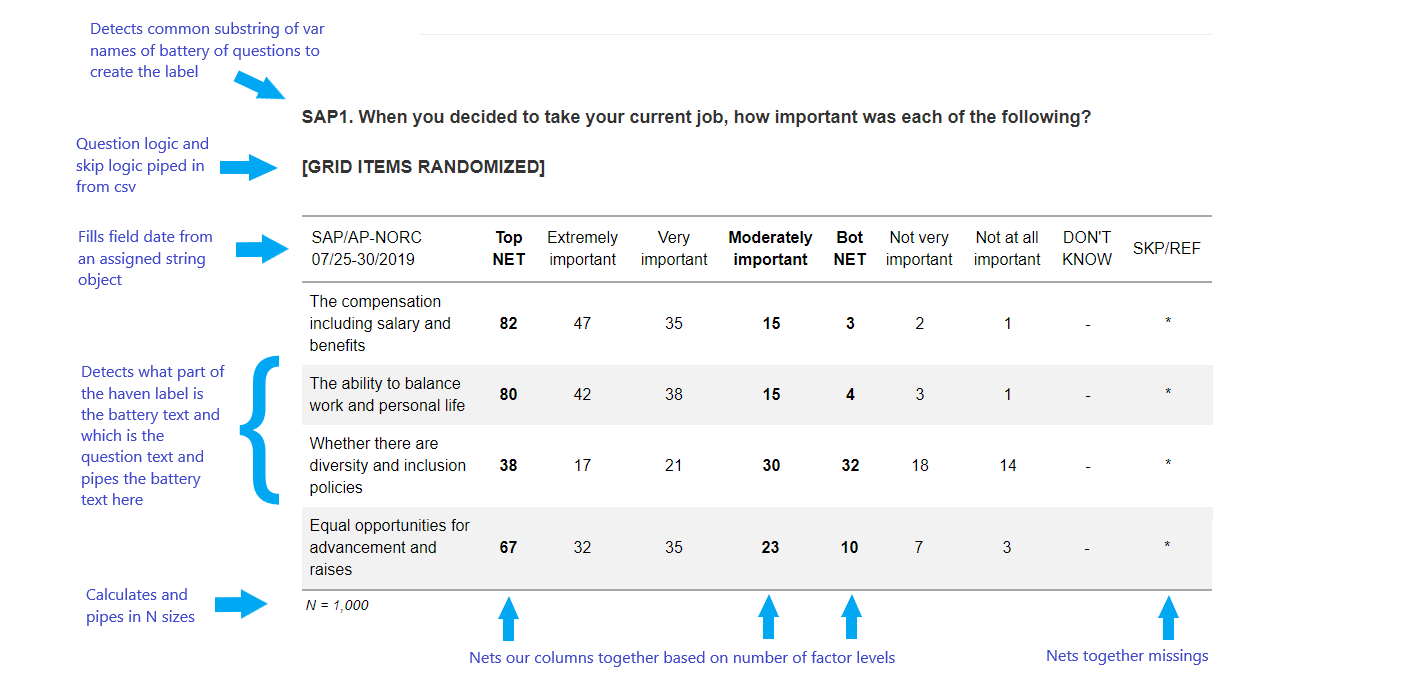 Detects common substring of var
names of battery of questions to
create the label
SAP1. When you decided to take your current job, how important was each of the following?
Question logic and
skip logic piped in
from csv
[GRID ITEMS RANDOMIZED]
Fills field date from
an assigned string
object
SAP/AP-NORC
07/25-30/2019
Top
NET
Extremely
important
Very
important
Moderately
important
Bot
NET
Not very
important
Not at all
important
DON'T
KNOW
SKP/REF
The compensation
including salary and
benefits
82 47 35 15 3 2 1 - *
Detects what part of
the haven label is
the battery text and
which is the
question text and
pipes the battery
text here
The ability to balance
work and personal life
80 42 38 15 4 3 1 - *
Whether there are
diversity and inclusion
policies
38 17 21 30 32 18 14 - *
Equal opportunities for
advancement and
raises
67 32 35 23 10 7 3 - *
Calculates and
pipes in N sizes
N = 1,000
Nets our columns together based on number of factor levels
Nets together missings